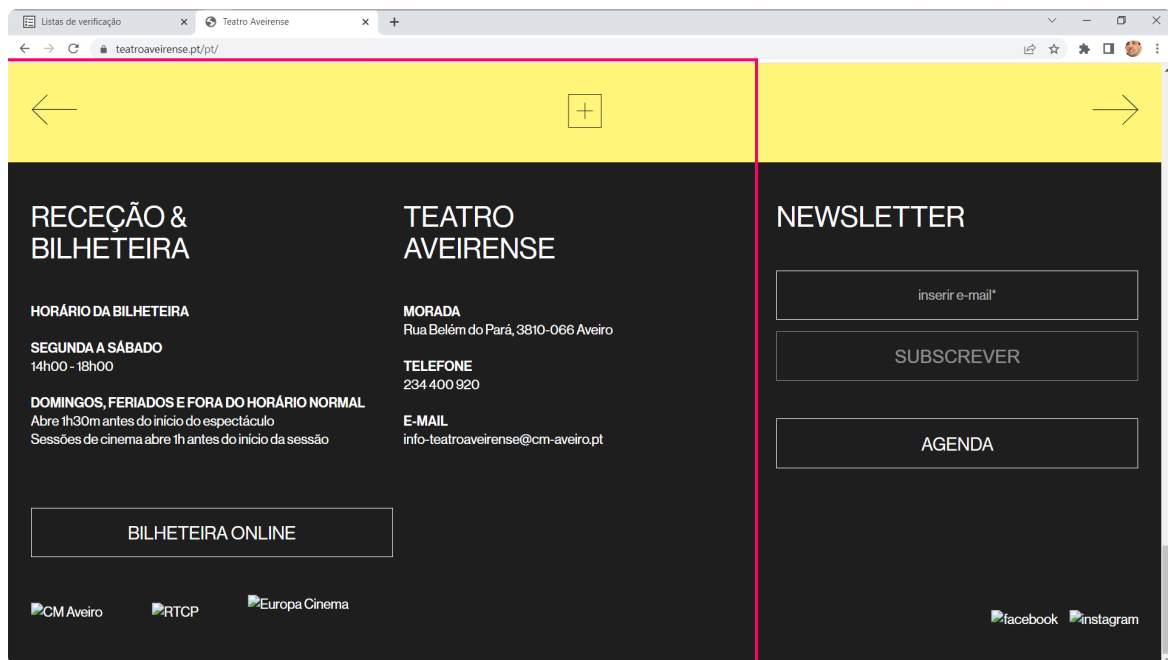 Listas de verificação
Teatro Aveirense
teatroaveirense.pt/pt/
RECEÇÃO &
BILHETEIRA
HORÁRIO DA BILHETEIRA
SEGUNDA A SÁBADO
14h00 - 18h00
DOMINGOS, FERIADOS E FORA DO HORÁRIO NORMAL
Abre 1h30m antes do início do espectáculo
Sessões de cinema abre 1h antes do início da sessão
BILHETEIRA ONLINE
CM Aveiro
RTCP
Europa Cinema
TEATRO
AVEIRENSE
MORADA
Rua Belém do Pará, 3810-066 Aveiro
TELEFONE
234 400 920
E-MAIL
info-teatroaveirense@cm-aveiro.pt
NEWSLETTER
inserir e-mail*
SUBSCREVER
AGENDA
facebook
instagram